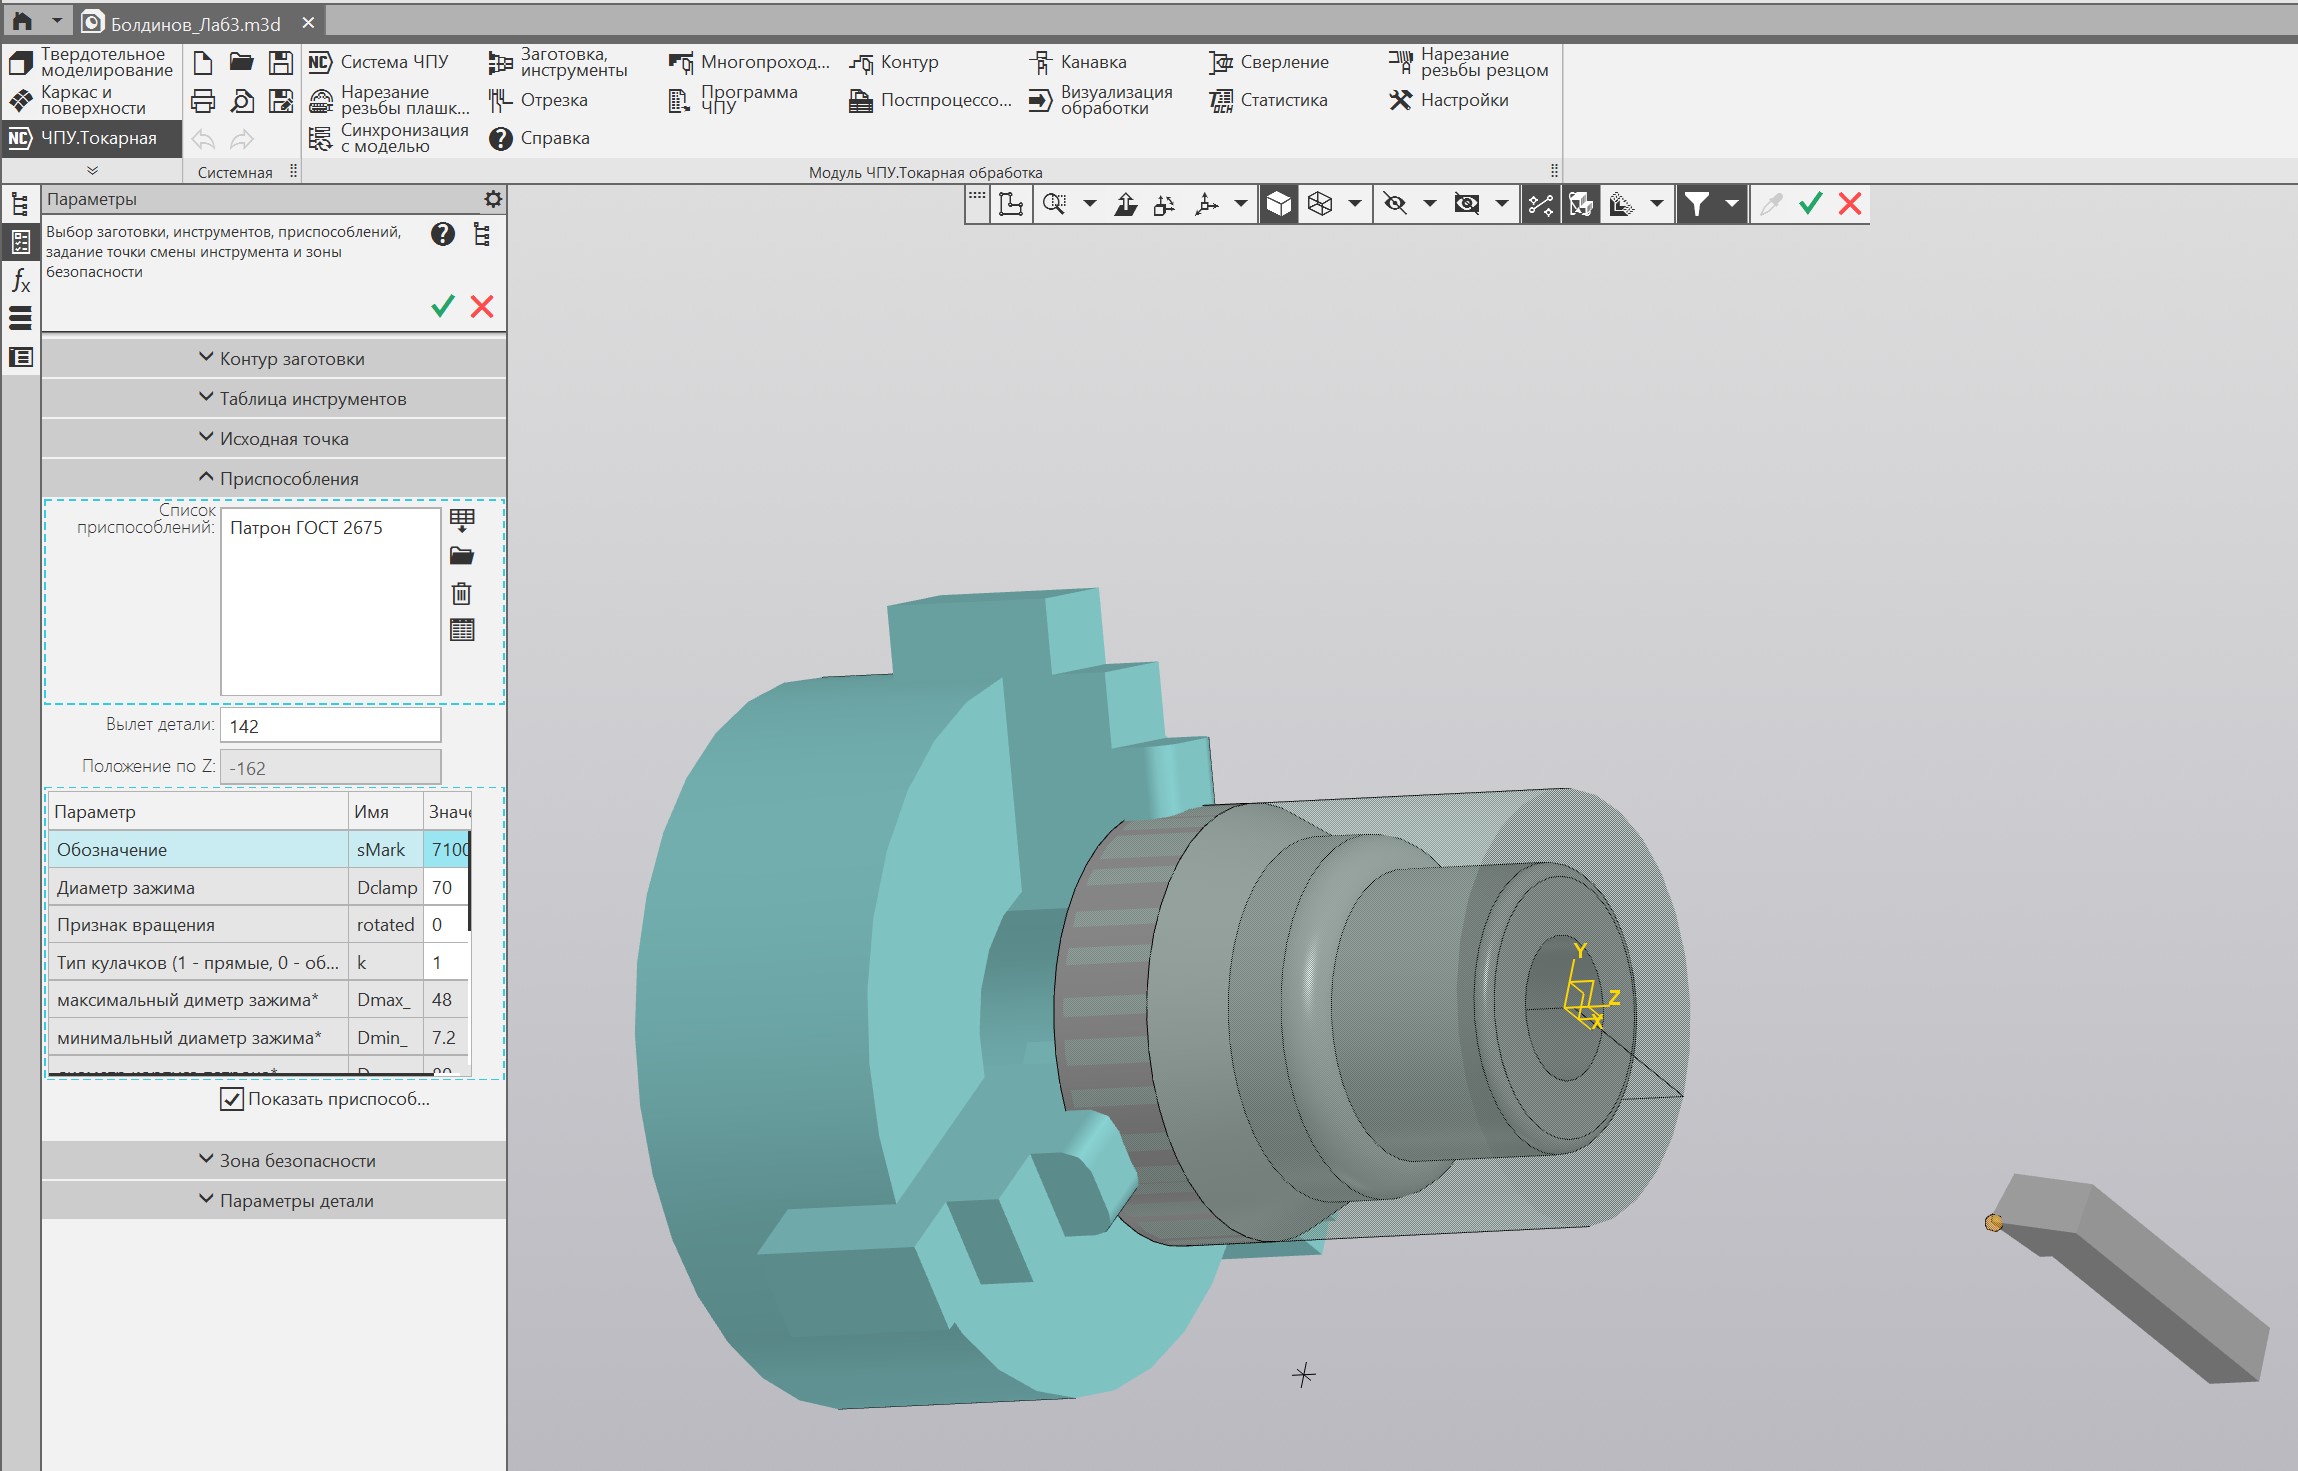 Болдинов_Лаб3.m3d
Твердотельное моделирование
Каркас и поверхности
ЧПУ.Токарная
Системная
NC Система ЧПУ
Заготовка, инструменты
Многопроход...
Контур
Канавка
Сверление
Нарезание резьбы резцом
Нарезание резьбы плашк...
Отрезка
Программа ЧПУ
Постпроцессо...
Визуализация обработки
Статистика
Настройки
Синхронизация с моделью
Справка
Модуль ЧПУ.Токарная обработка
Параметры
Выбор заготовки, инструментов, приспособлений,
задание точки смены инструмента и зоны
безопасности
Контур заготовки
Таблица инструментов
Исходная точка
Приспособления
Список приспособлений:
Патрон ГОСТ 2675
Вылет детали: 142
Положение по Z: -162
Параметр Имя Значе
Обозначение sMark 7100
Диаметр зажима Dclamp 70
Признак вращения rotated 0
Тип кулачков (1 - прямые, 0 - об... k 1
максимальный диметр зажима* Dmax_ 48
минимальный диаметр зажима* Dmin_ 7.2
Показать приспособ...
Зона безопасности
Параметры детали
Y
Z
X